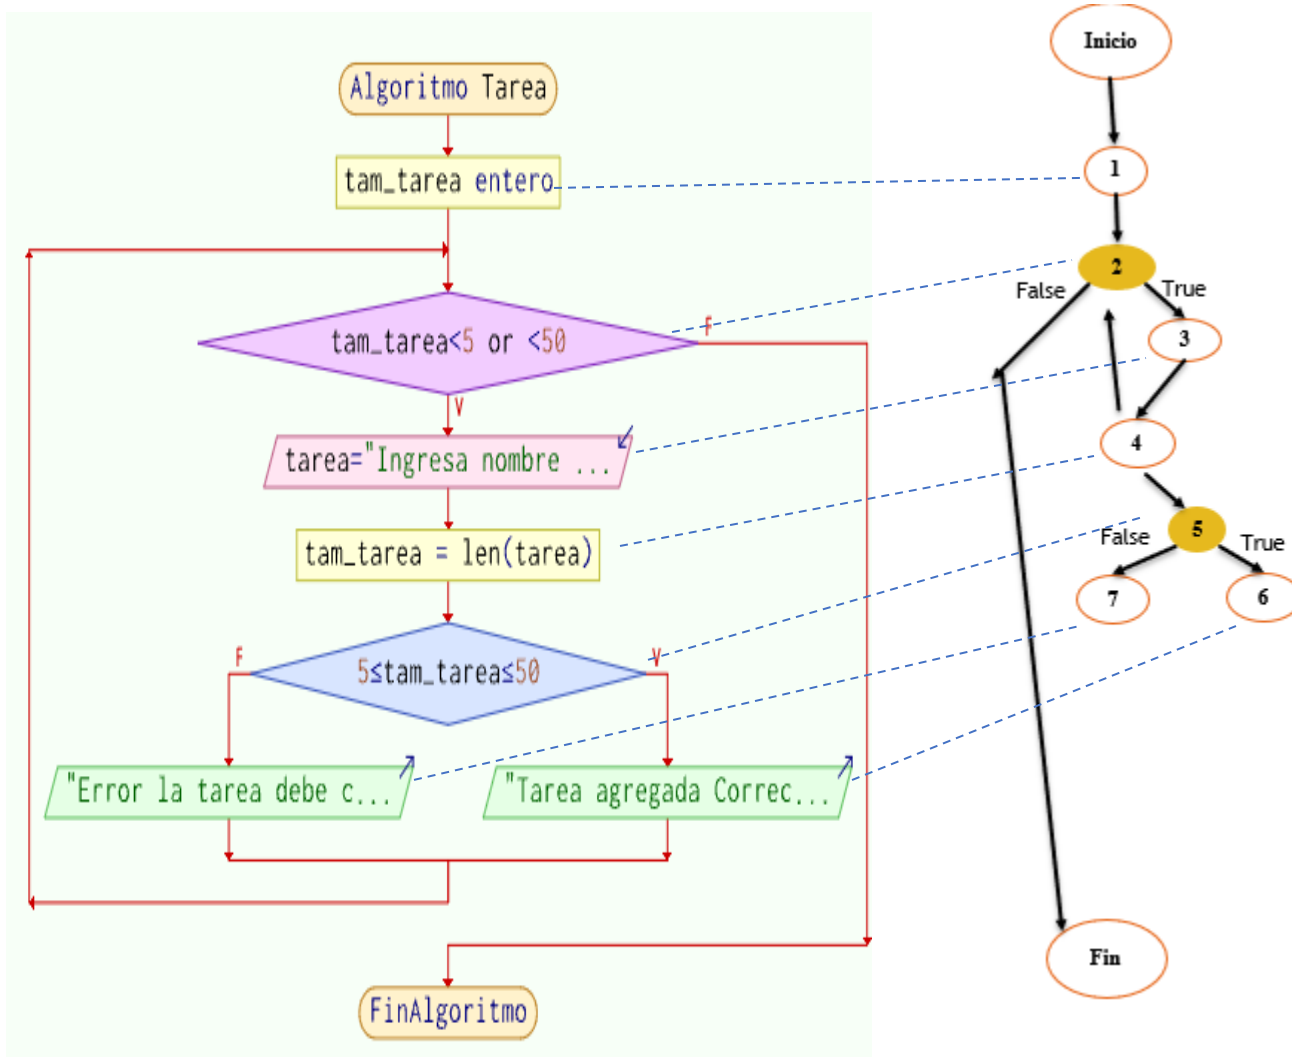 Algoritmo Tarea
tam_tarea entero
tam_tarea<5 or <50
F
V
tarea="Ingresa nombre ...
tam_tarea = len(tarea)
5≤tam_tarea≤50
F
V
"Error la tarea debe c...
"Tarea agregada Correc...
FinAlgoritmo
Inicio
1
2
False
True
3
4
5
False
True
7
6
Fin